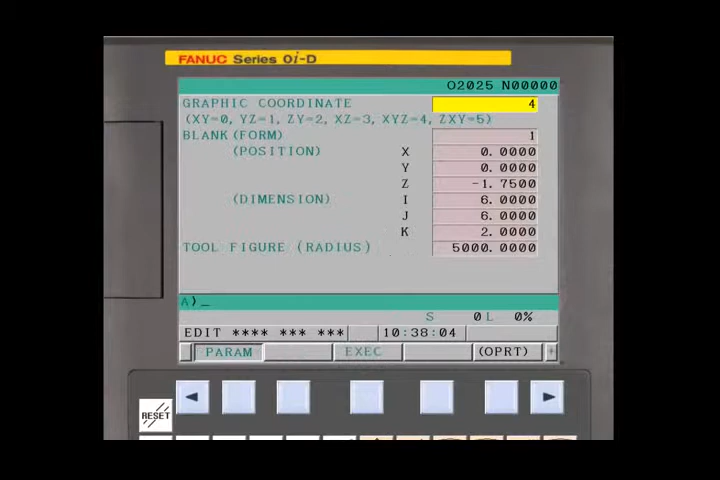 FANUC Series 0i-D
O2025 N00000
GRAPHIC COORDINATE 4
(XY=0, YZ=1, ZY=2, XZ=3, XYZ=4, ZXY=5)
BLANK(FORM) 1
(POSITION) X 0.0000
Y 0.0000
Z -1.7500
(DIMENSION) I 6.0000
J 6.0000
K 2.0000
TOOL FIGURE (RADIUS) 5000.0000
A)_
S 0 L 0%
EDIT **** *** *** 10:38:04
PARAM EXEC (OPRT) +
RESET